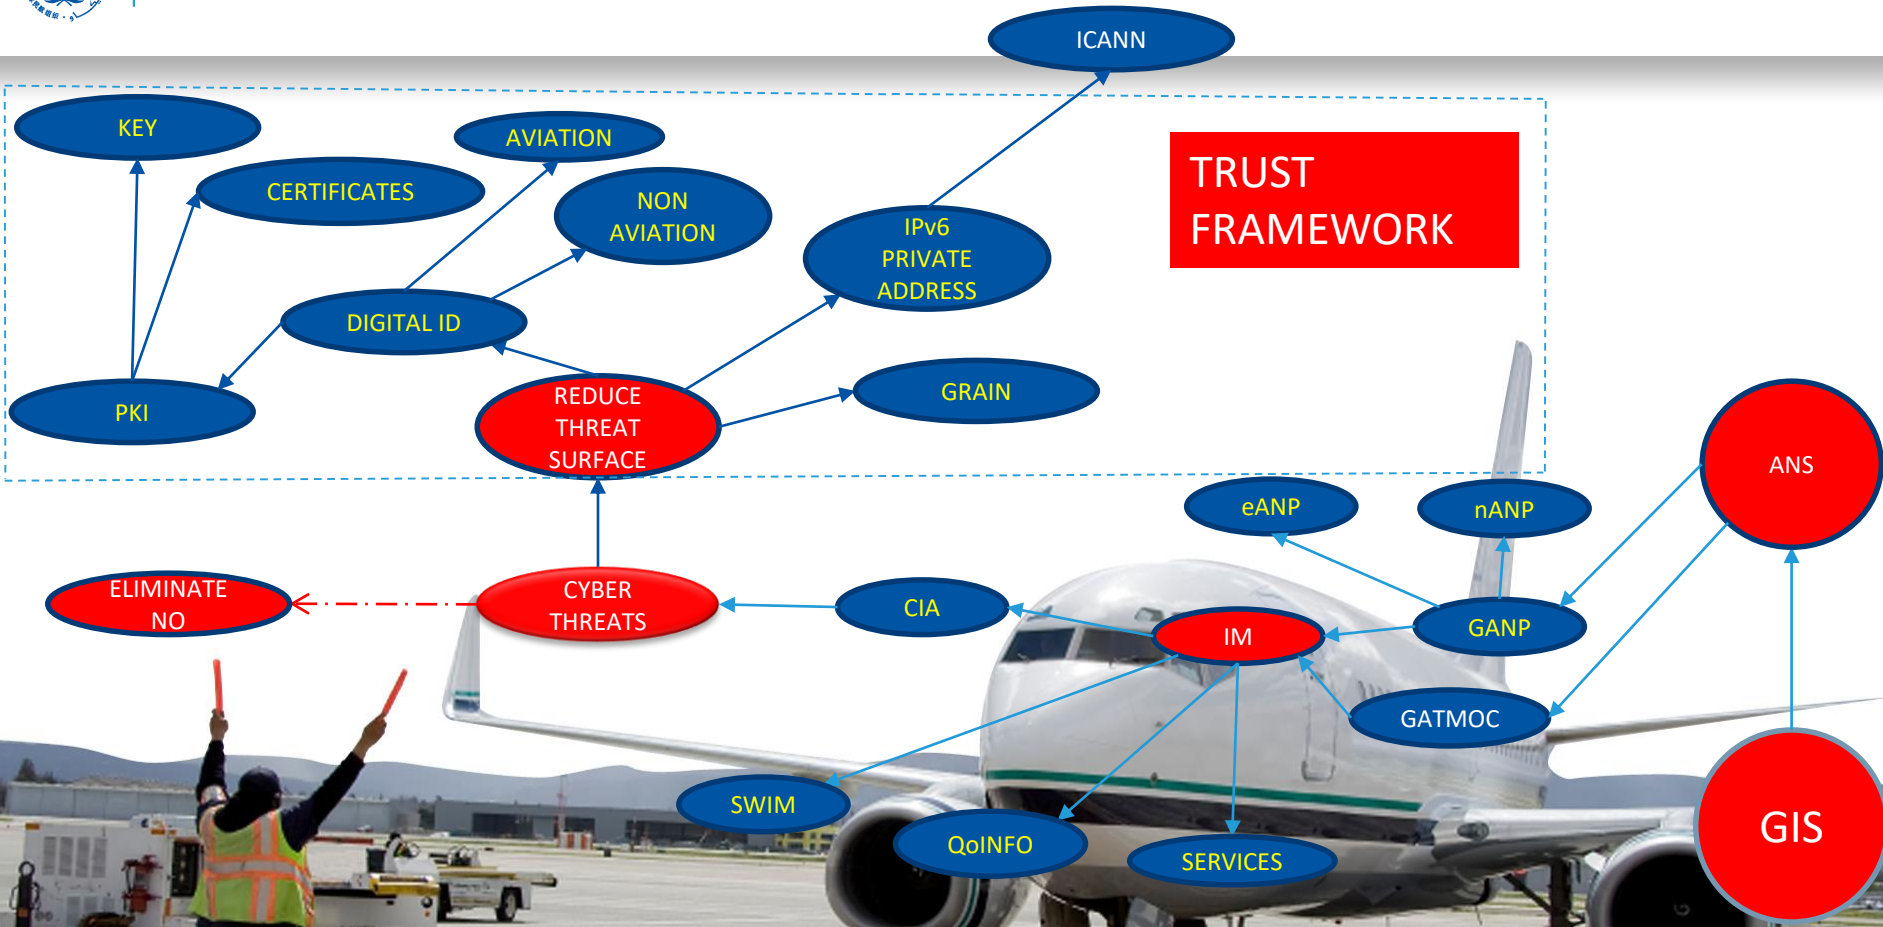 ICANN
KEY
AVIATION
CERTIFICATES
NON
AVIATION
TRUST
FRAMEWORK
IPv6
PRIVATE
ADDRESS
DIGITAL ID
PKI
REDUCE
THREAT
SURFACE
GRAIN
ANS
eANP
nANP
ELIMINATE
NO
CYBER
THREATS
CIA
IM
GANP
GATMOC
SWIM
QoINFO
SERVICES
GIS